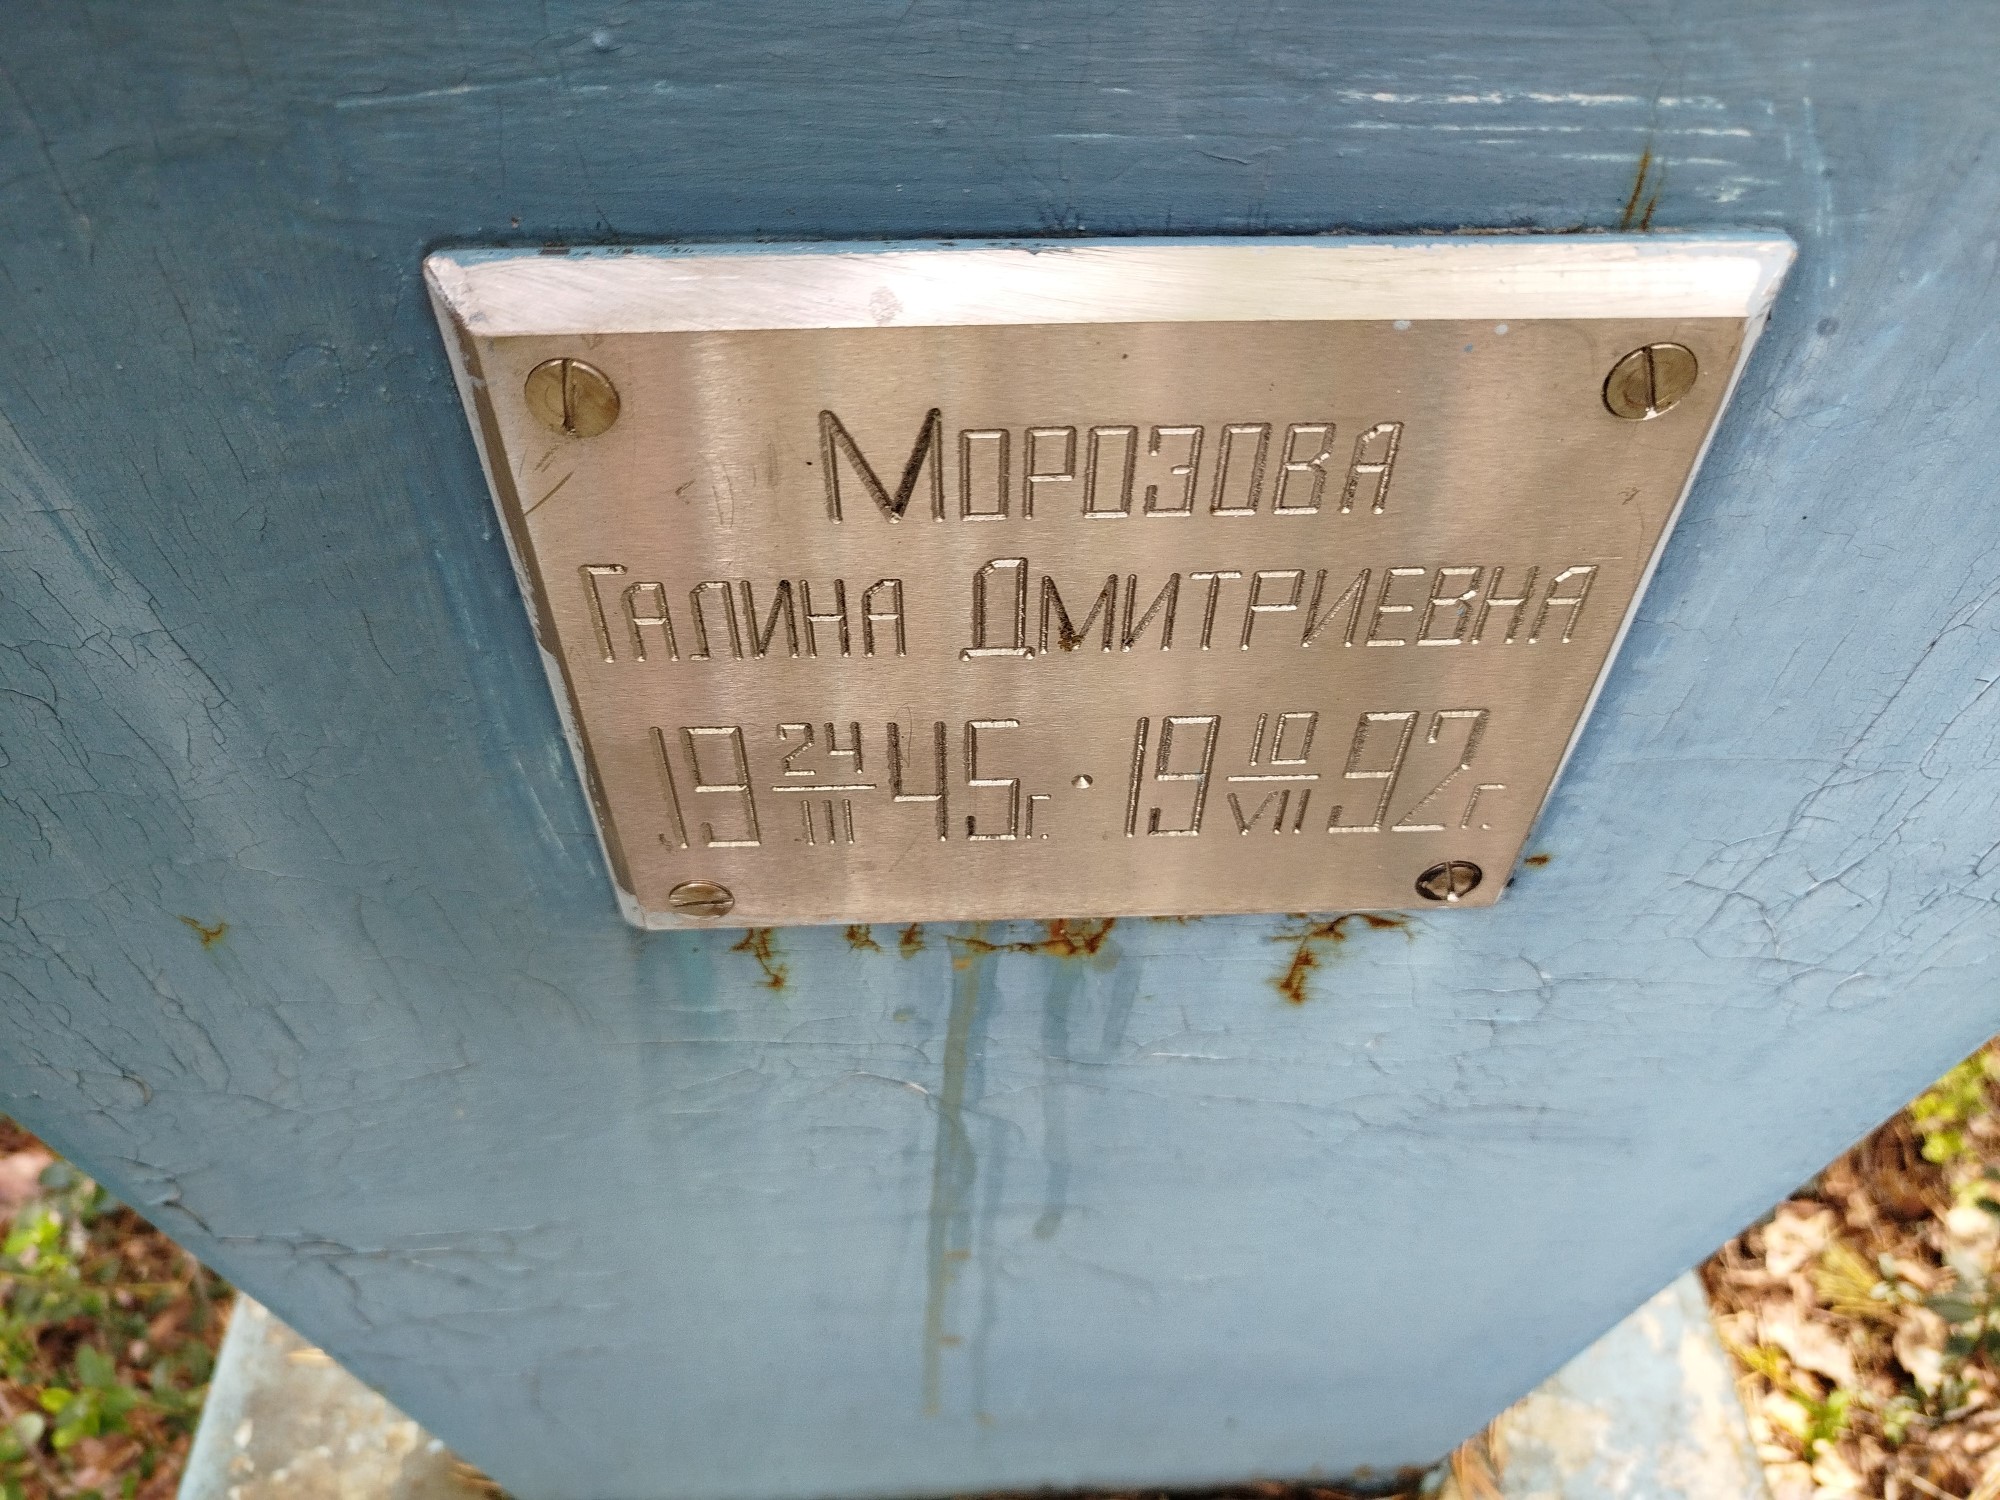 Морозова
Галина Дмитриевна
19 24/III 45г. · 19 10/VII 92г.